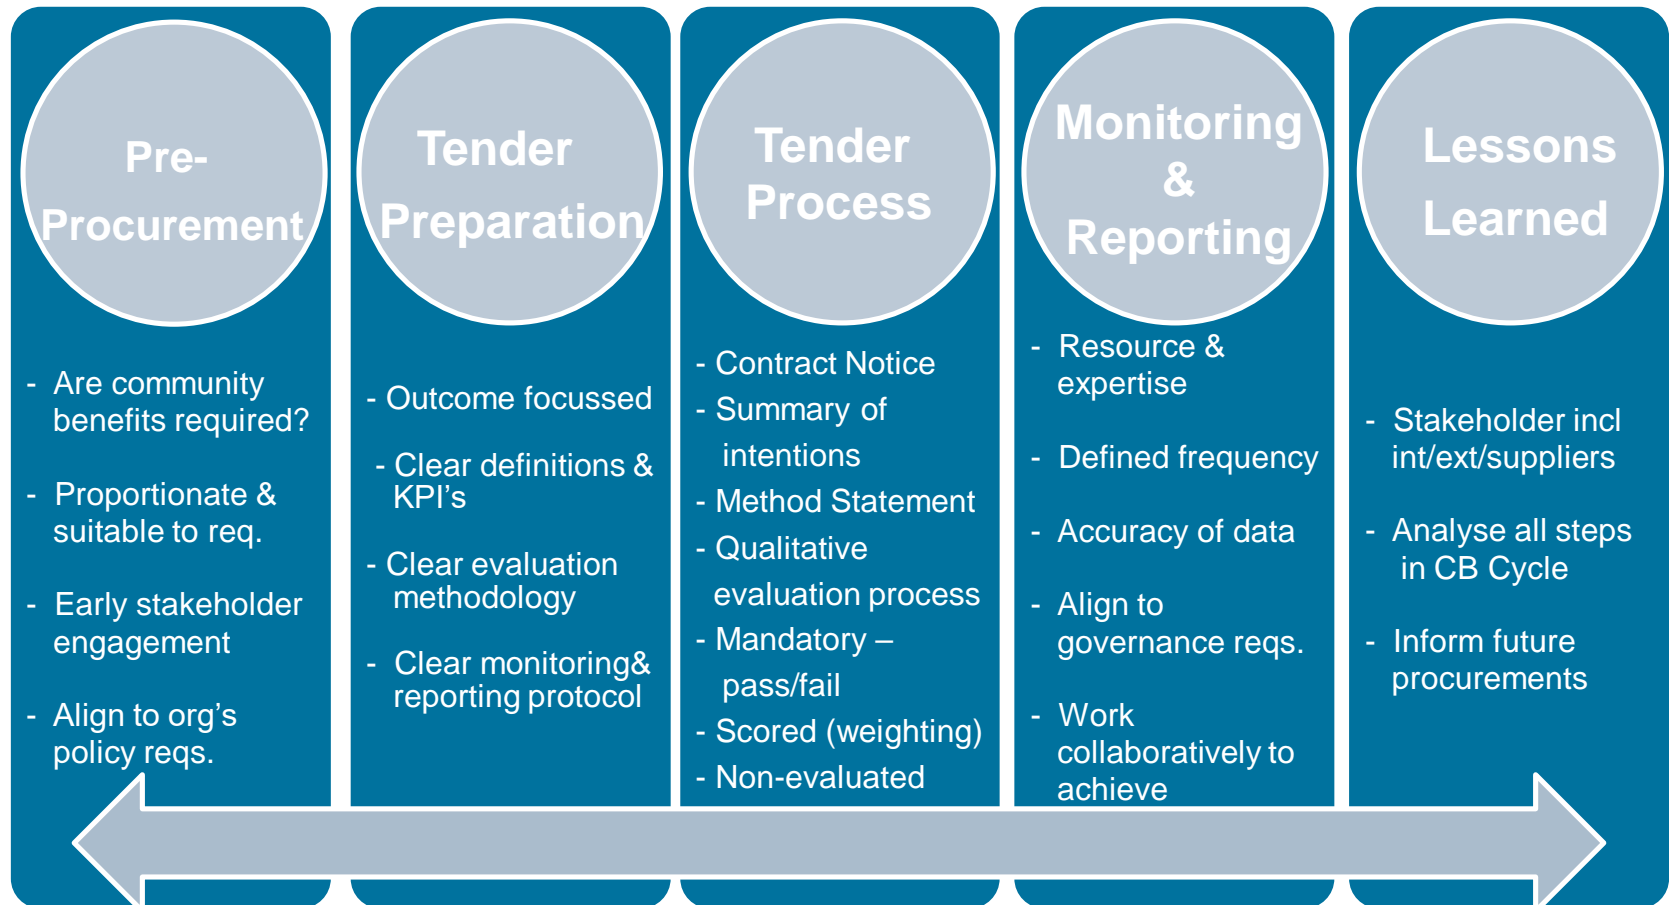 Pre-
Procurement
- Are community
benefits required?
- Proportionate &
suitable to req.
- Early stakeholder
engagement
- Align to org’s
policy reqs.
Tender
Preparation
- Outcome focussed
- Clear definitions &
KPI’s
- Clear evaluation
methodology
- Clear monitoring&
reporting protocol
Tender
Process
- Contract Notice
- Summary of
intentions
- Method Statement
- Qualitative
evaluation process
- Mandatory –
pass/fail
- Scored (weighting)
- Non-evaluated
Monitoring
&
Reporting
- Resource &
expertise
- Defined frequency
- Accuracy of data
- Align to
governance reqs.
- Work
collaboratively to
achieve
Lessons
Learned
- Stakeholder incl
int/ext/suppliers
- Analyse all steps
in CB Cycle
- Inform future
procurements